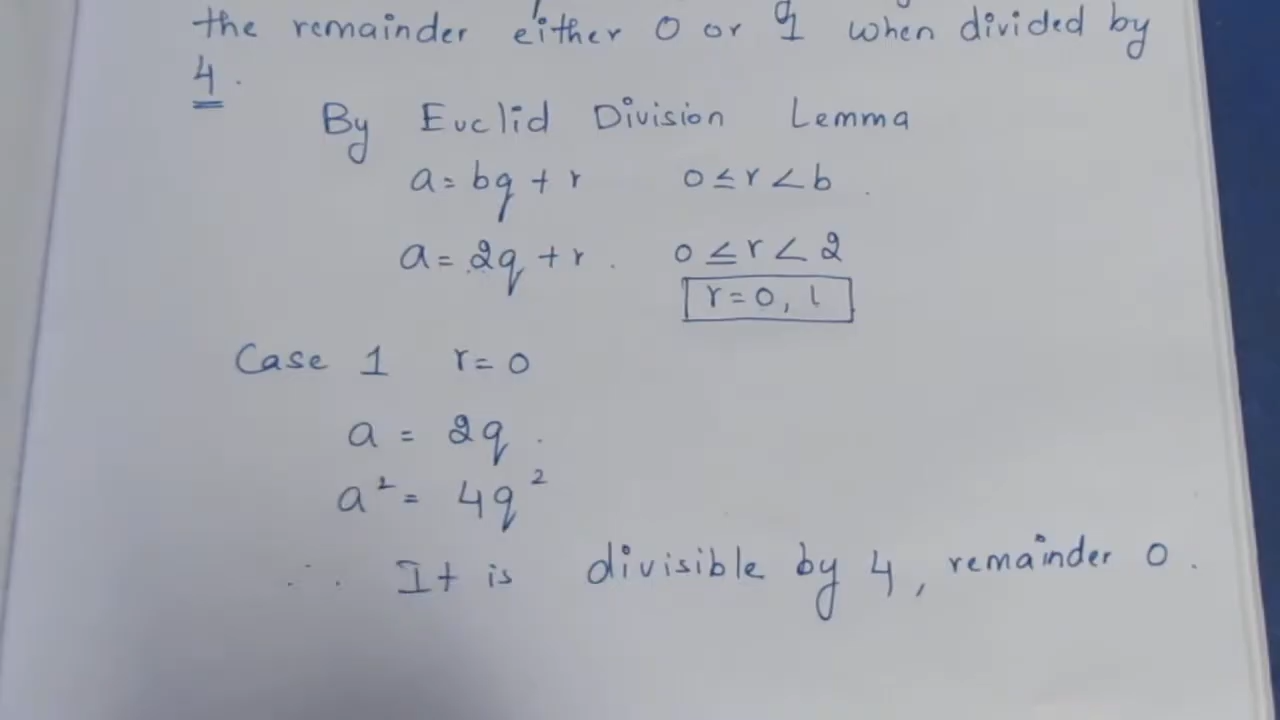 the remainder either 0 or 1 when divided by
4.
By Euclid Division Lemma
a = bq + r 0 ≤ r < b.
a = 2q + r. 0 ≤ r < 2
r = 0, 1
Case 1 r = 0
a = 2q.
a² = 4q²
∴ It is divisible by 4, remainder 0.